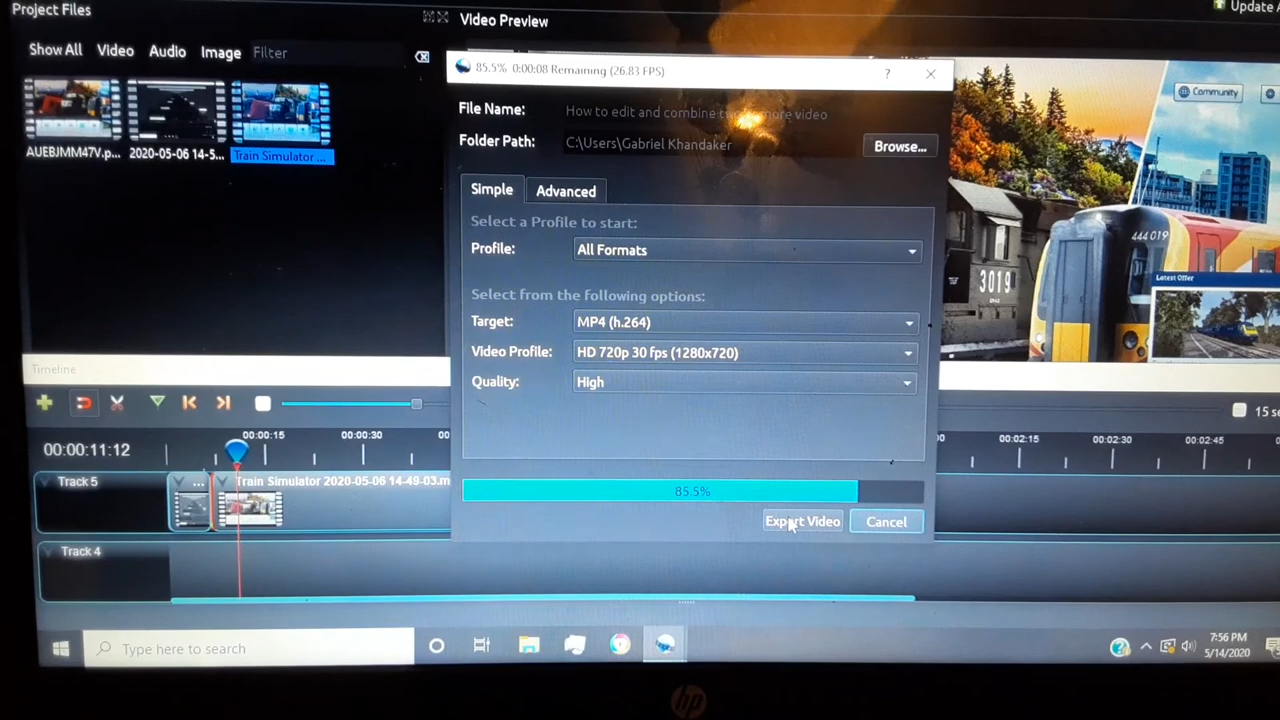 Project Files
Video Preview
Update
Show All Video Audio Image Filter
85.5% 0:00:08 Remaining (26.83 FPS)
?
File Name: How to edit and combine two more video
Folder Path: C:\Users\Gabriel Khandaker
Browse...
AUEBJMM47V.p... 2020-05-06 14-5... Train Simulator ...
Simple Advanced
Select a Profile to start:
Profile: All Formats
Select from the following options:
Target: MP4 (h.264)
Video Profile: HD 720p 30 fps (1280x720)
Quality: High
85.5%
Export Video Cancel
Community
444 019
3019
Latest Offer
Timeline
15 se
00:00:11:12
00:00:15 00:00:30 00 00 00:02:15 00:02:30 00:02:45
Track 5
... Train Simulator 2020-05-06 14-49-03.m
Track 4
Type here to search
7:56 PM
5/14/2020
hp